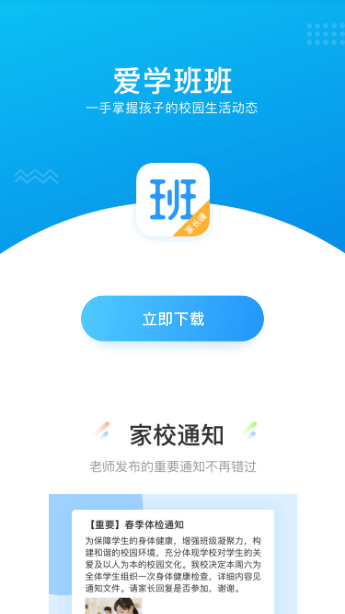 爱学班班
一手掌握孩子的校园生活动态
班
家长端
立即下载
家校通知
老师发布的重要通知不再错过
【重要】春季体检通知
为保障学生的身体健康，增强班级凝聚力，构
建和谐的校园环境，充分体现学校对学生的关
爱及以人为本的校园文化。我校决定本周六为
全体学生组织一次身体健康检查，详细内容见
通知文件。请家长回复是否参加，谢谢。